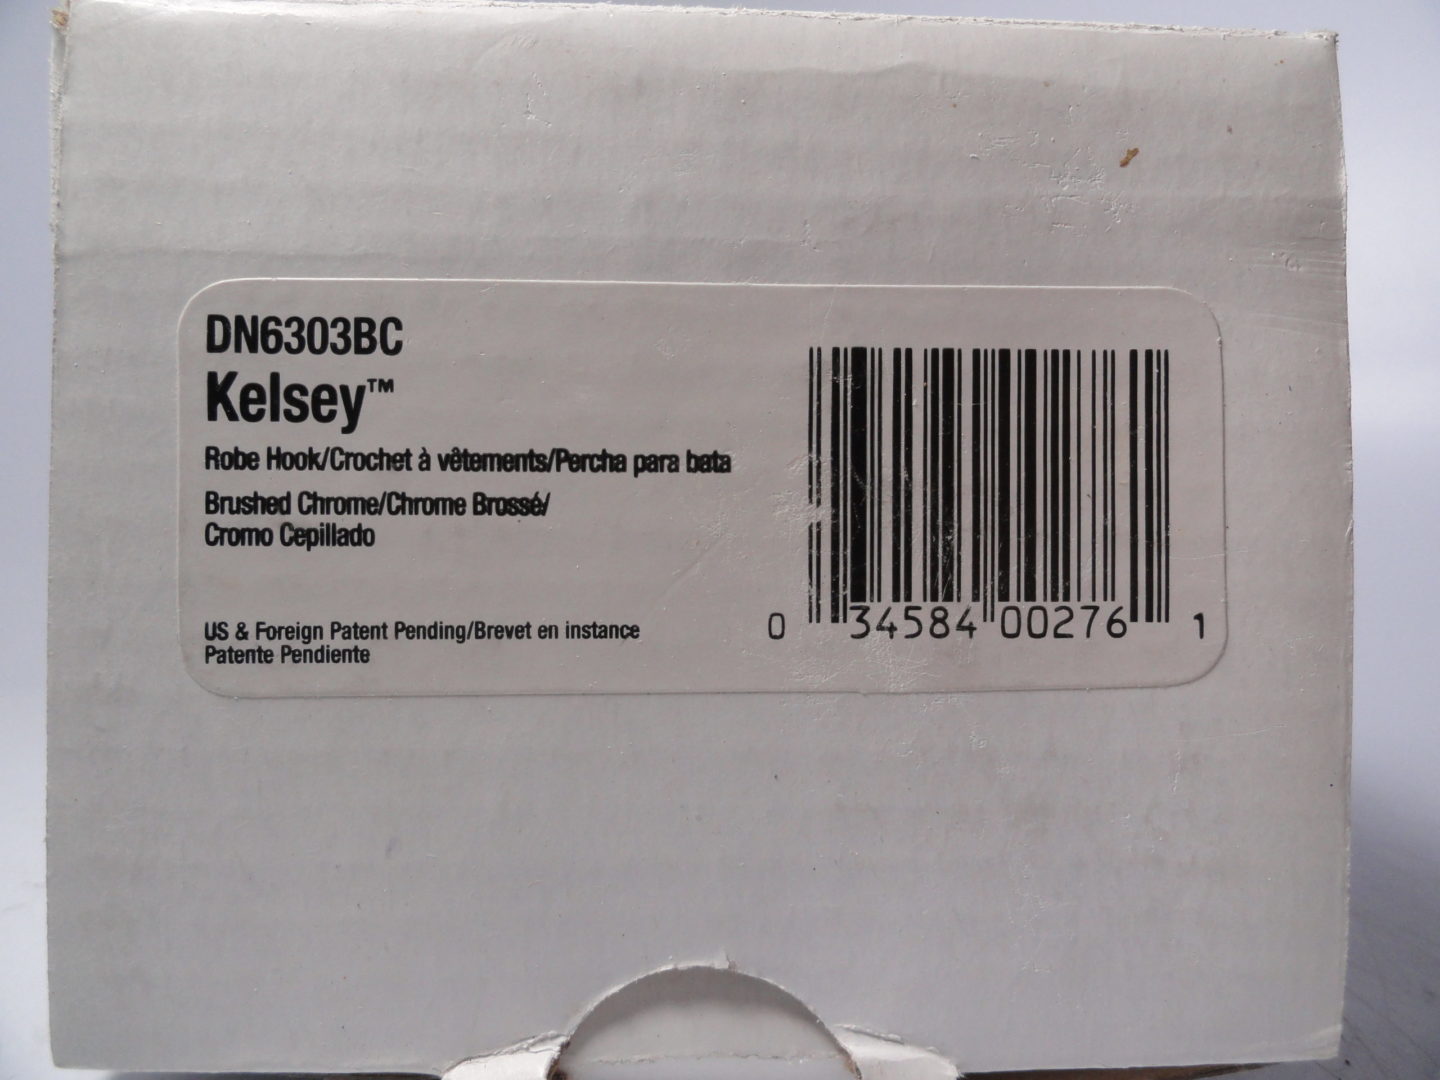 DN6303BC
Kelsey™
Robe Hook/Crochet à vêtements/Percha para bata
Brushed Chrome/Chrome Brossé/
Cromo Cepillado
US & Foreign Patent Pending/Brevet en instance
Patente Pendiente
0 34584 00276 1